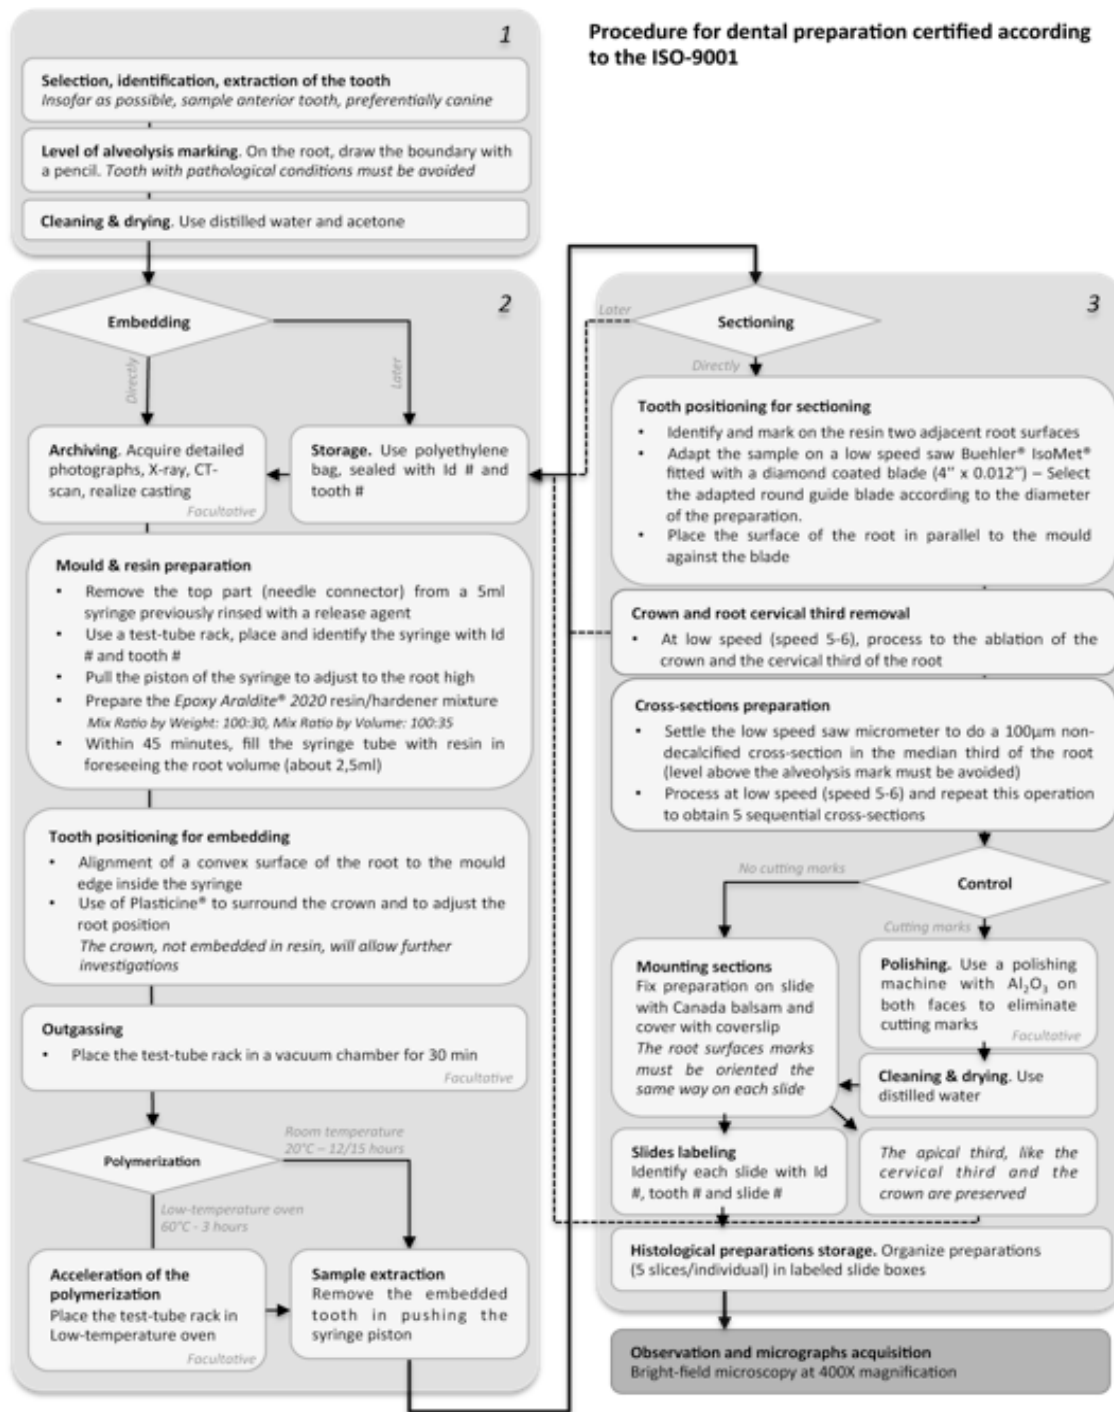 Procedure for dental preparation certified according
to the ISO-9001
1
Selection, identification, extraction of the tooth
Insofar as possible, sample anterior tooth, preferentially canine
Level of alveolysis marking. On the root, draw the boundary with
a pencil. Tooth with pathological conditions must be avoided
Cleaning & drying. Use distilled water and acetone
2
Embedding
Directly
Later
Archiving. Acquire detailed
photographs, X-ray, CT-
scan, realize casting
Facultative
Storage. Use polyethylene
bag, sealed with Id # and
tooth #
Mould & resin preparation
• Remove the top part (needle connector) from a 5ml
syringe previously rinsed with a release agent
• Use a test-tube rack, place and identify the syringe with Id
# and tooth #
• Pull the piston of the syringe to adjust to the root high
• Prepare the Epoxy Araldite® 2020 resin/hardener mixture
Mix Ratio by Weight: 100:30, Mix Ratio by Volume: 100:35
• Within 45 minutes, fill the syringe tube with resin in
foreseeing the root volume (about 2,5ml)
Tooth positioning for embedding
• Alignment of a convex surface of the root to the mould
edge inside the syringe
• Use of Plasticine® to surround the crown and to adjust the
root position
The crown, not embedded in resin, will allow further
investigations
Outgassing
• Place the test-tube rack in a vacuum chamber for 30 min
Facultative
Polymerization
Room temperature
20°C – 12/15 hours
Low-temperature oven
60°C - 3 hours
Acceleration of the
polymerization
Place the test-tube rack in
Low-temperature oven
Facultative
Sample extraction
Remove the embedded
tooth in pushing the
syringe piston
3
Sectioning
Later
Directly
Tooth positioning for sectioning
• Identify and mark on the resin two adjacent root surfaces
• Adapt the sample on a low speed saw Buehler® IsoMet®
fitted with a diamond coated blade (4" x 0.012") – Select
the adapted round guide blade according to the diameter
of the preparation.
• Place the surface of the root in parallel to the mould
against the blade
Crown and root cervical third removal
• At low speed (speed 5-6), process to the ablation of the
crown and the cervical third of the root
Cross-sections preparation
• Settle the low speed saw micrometer to do a 100µm non-
decalcified cross-section in the median third of the root
(level above the alveolysis mark must be avoided)
• Process at low speed (speed 5-6) and repeat this operation
to obtain 5 sequential cross-sections
Control
No cutting marks
Cutting marks
Mounting sections
Fix preparation on slide
with Canada balsam and
cover with coverslip
The root surfaces marks
must be oriented the
same way on each slide
Polishing. Use a polishing
machine with Al₂O₃ on
both faces to eliminate
cutting marks
Facultative
Cleaning & drying. Use
distilled water
Slides labeling
Identify each slide with Id
#, tooth # and slide #
The apical third, like the
cervical third and the
crown are preserved
Histological preparations storage. Organize preparations
(5 slices/individual) in labeled slide boxes
Observation and micrographs acquisition
Bright-field microscopy at 400X magnification